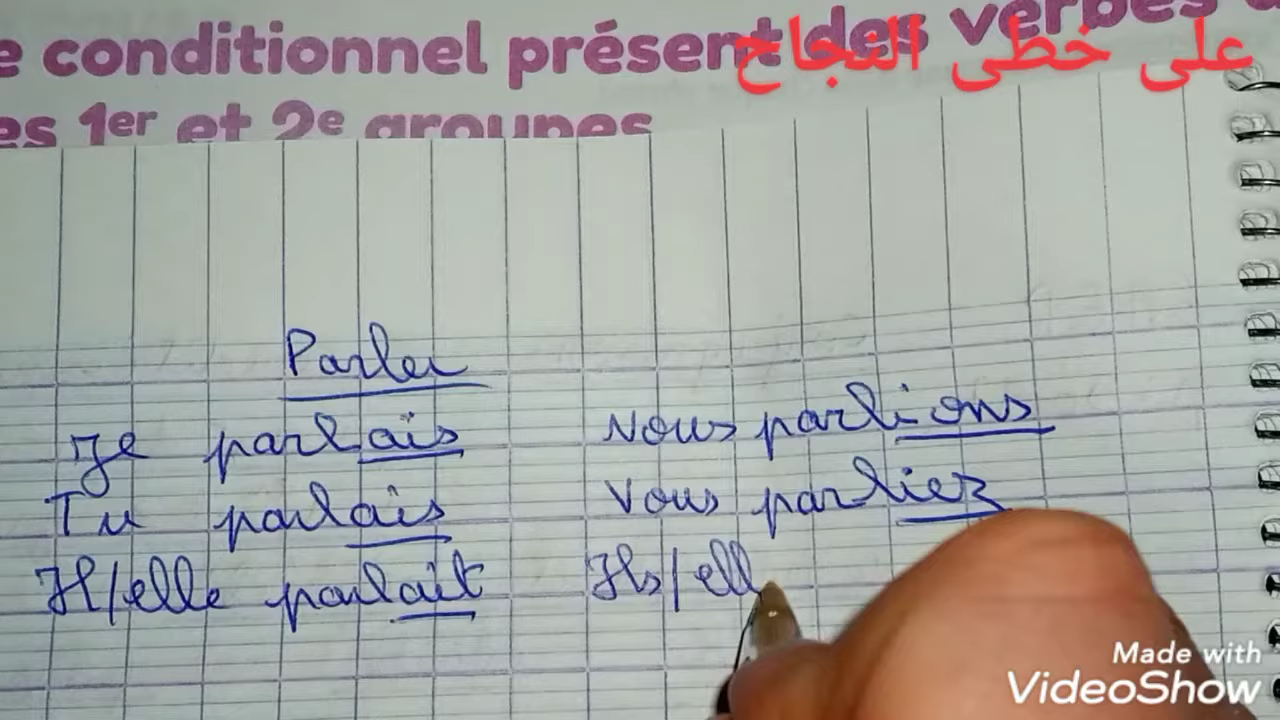 e conditionnel présent des verbes
على خطى النجاح
es 1er et 2e groupes
Parler
Je parlais
Nous parlions
Tu parlais
Vous parliez
Il/elle parlait
Ils/ell
Made with
VideoShow